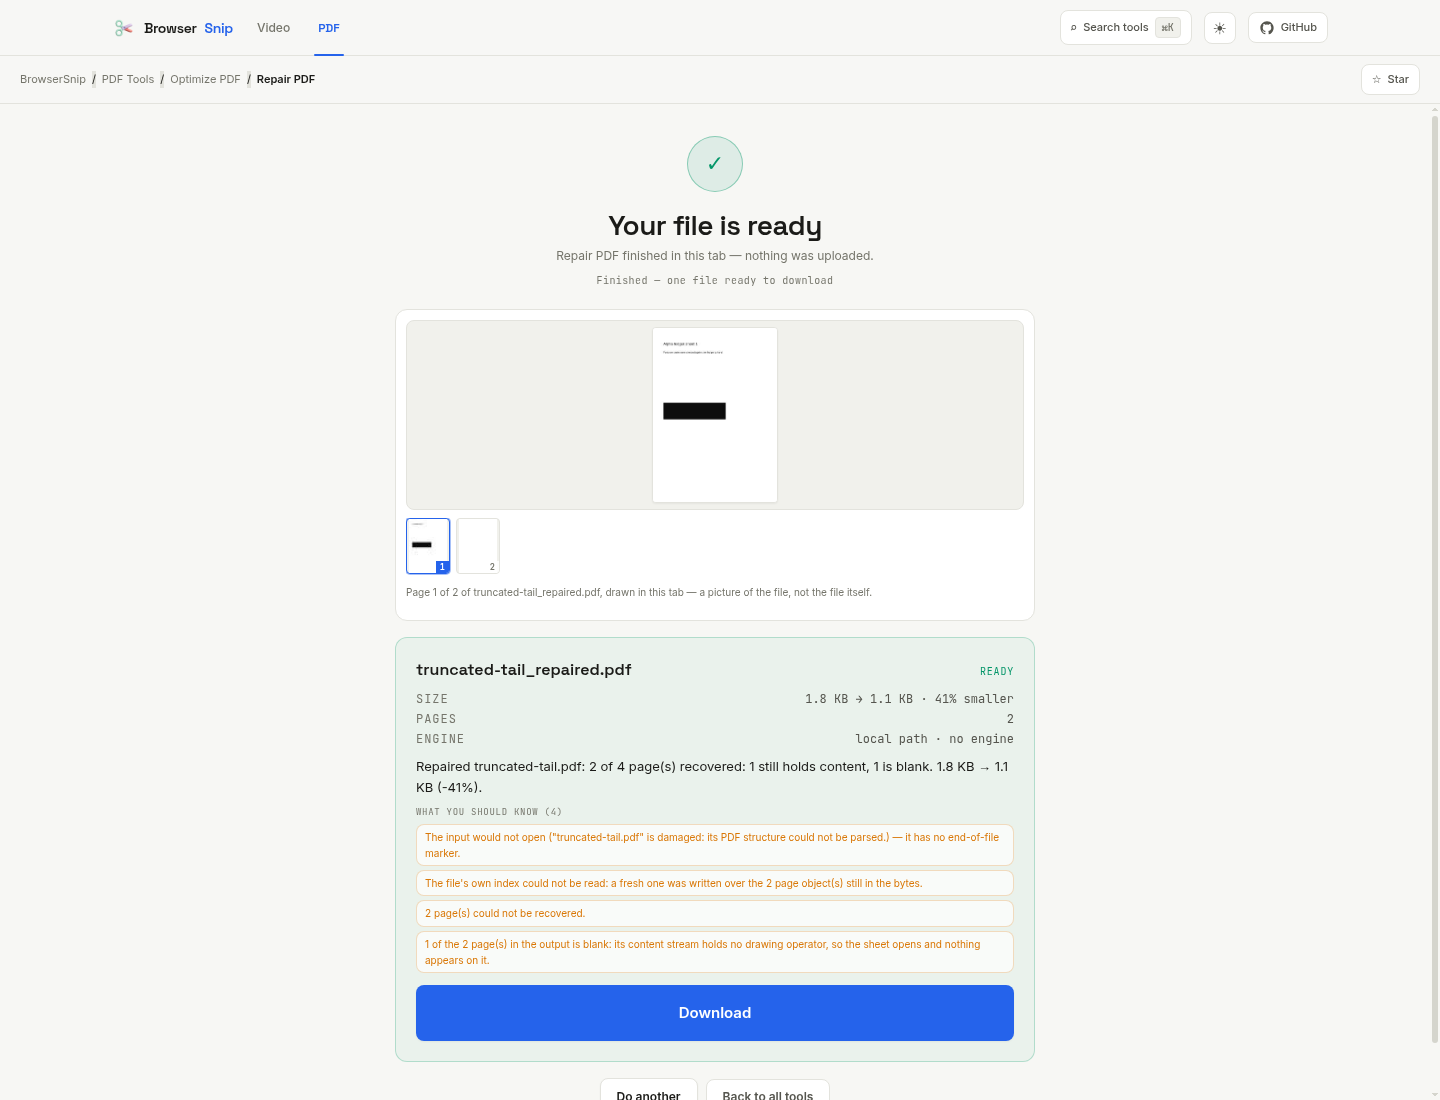 Browser Snip Video PDF Search tools ⌘K GitHub
BrowserSnip / PDF Tools / Optimize PDF / Repair PDF ☆ Star
✓
Your file is ready
Repair PDF finished in this tab — nothing was uploaded.
Finished — one file ready to download
1 2
Page 1 of 2 of truncated-tail_repaired.pdf, drawn in this tab — a picture of the file, not the file itself.
truncated-tail_repaired.pdf READY
SIZE 1.8 KB → 1.1 KB · 41% smaller
PAGES 2
ENGINE local path · no engine
Repaired truncated-tail.pdf: 2 of 4 page(s) recovered: 1 still holds content, 1 is blank. 1.8 KB → 1.1
KB (-41%).
WHAT YOU SHOULD KNOW (4)
The input would not open ("truncated-tail.pdf" is damaged: its PDF structure could not be parsed.) — it has no end-of-file
marker.
The file's own index could not be read: a fresh one was written over the 2 page object(s) still in the bytes.
2 page(s) could not be recovered.
1 of the 2 page(s) in the output is blank: its content stream holds no drawing operator, so the sheet opens and nothing
appears on it.
Download
Do another Back to all tools